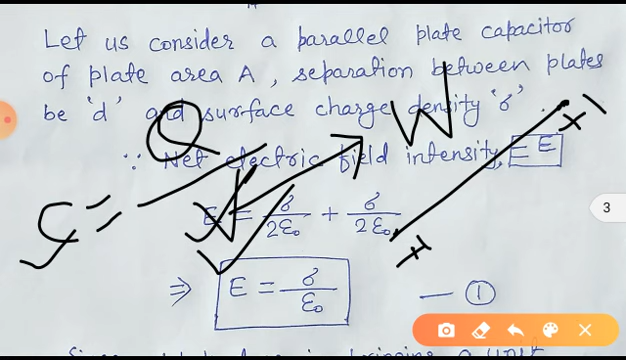 Let us consider a parallel plate capacitor
of plate area A, separation between plates
be 'd' and surface charge density 'σ'.
∵ Net electric field intensity, E
E = σ/2ε₀ + σ/2ε₀
⇒ E = σ/ε₀ — ①
Q
W
3